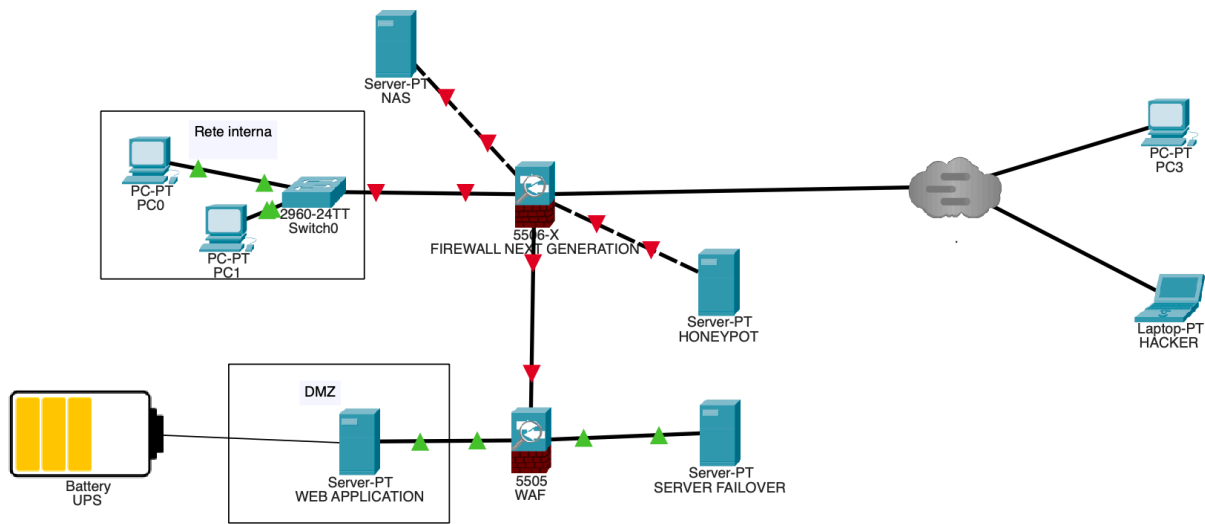 Server-PT
NAS
Rete interna
PC-PT
PC0
2960-24TT
Switch0
PC-PT
PC1
5506-X
FIREWALL NEXT GENERATION
PC-PT
PC3
Server-PT
HONEYPOT
Laptop-PT
HACKER
DMZ
Battery
UPS
Server-PT
WEB APPLICATION
5505
WAF
Server-PT
SERVER FAILOVER